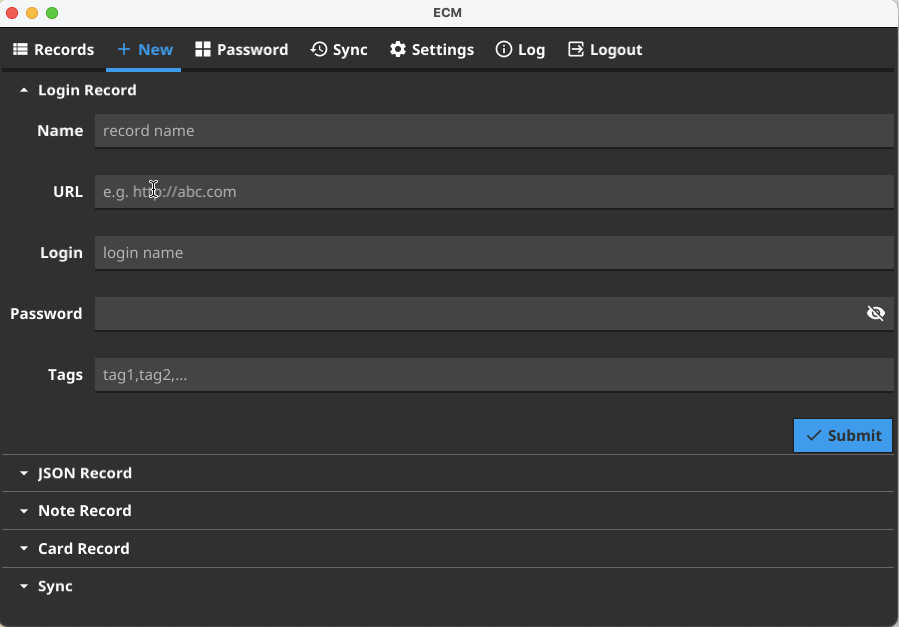 ECM
Records New Password Sync Settings Log Logout
Login Record
Name record name
URL e.g. http://abc.com
Login login name
Password
Tags tag1,tag2,...
Submit
JSON Record
Note Record
Card Record
Sync